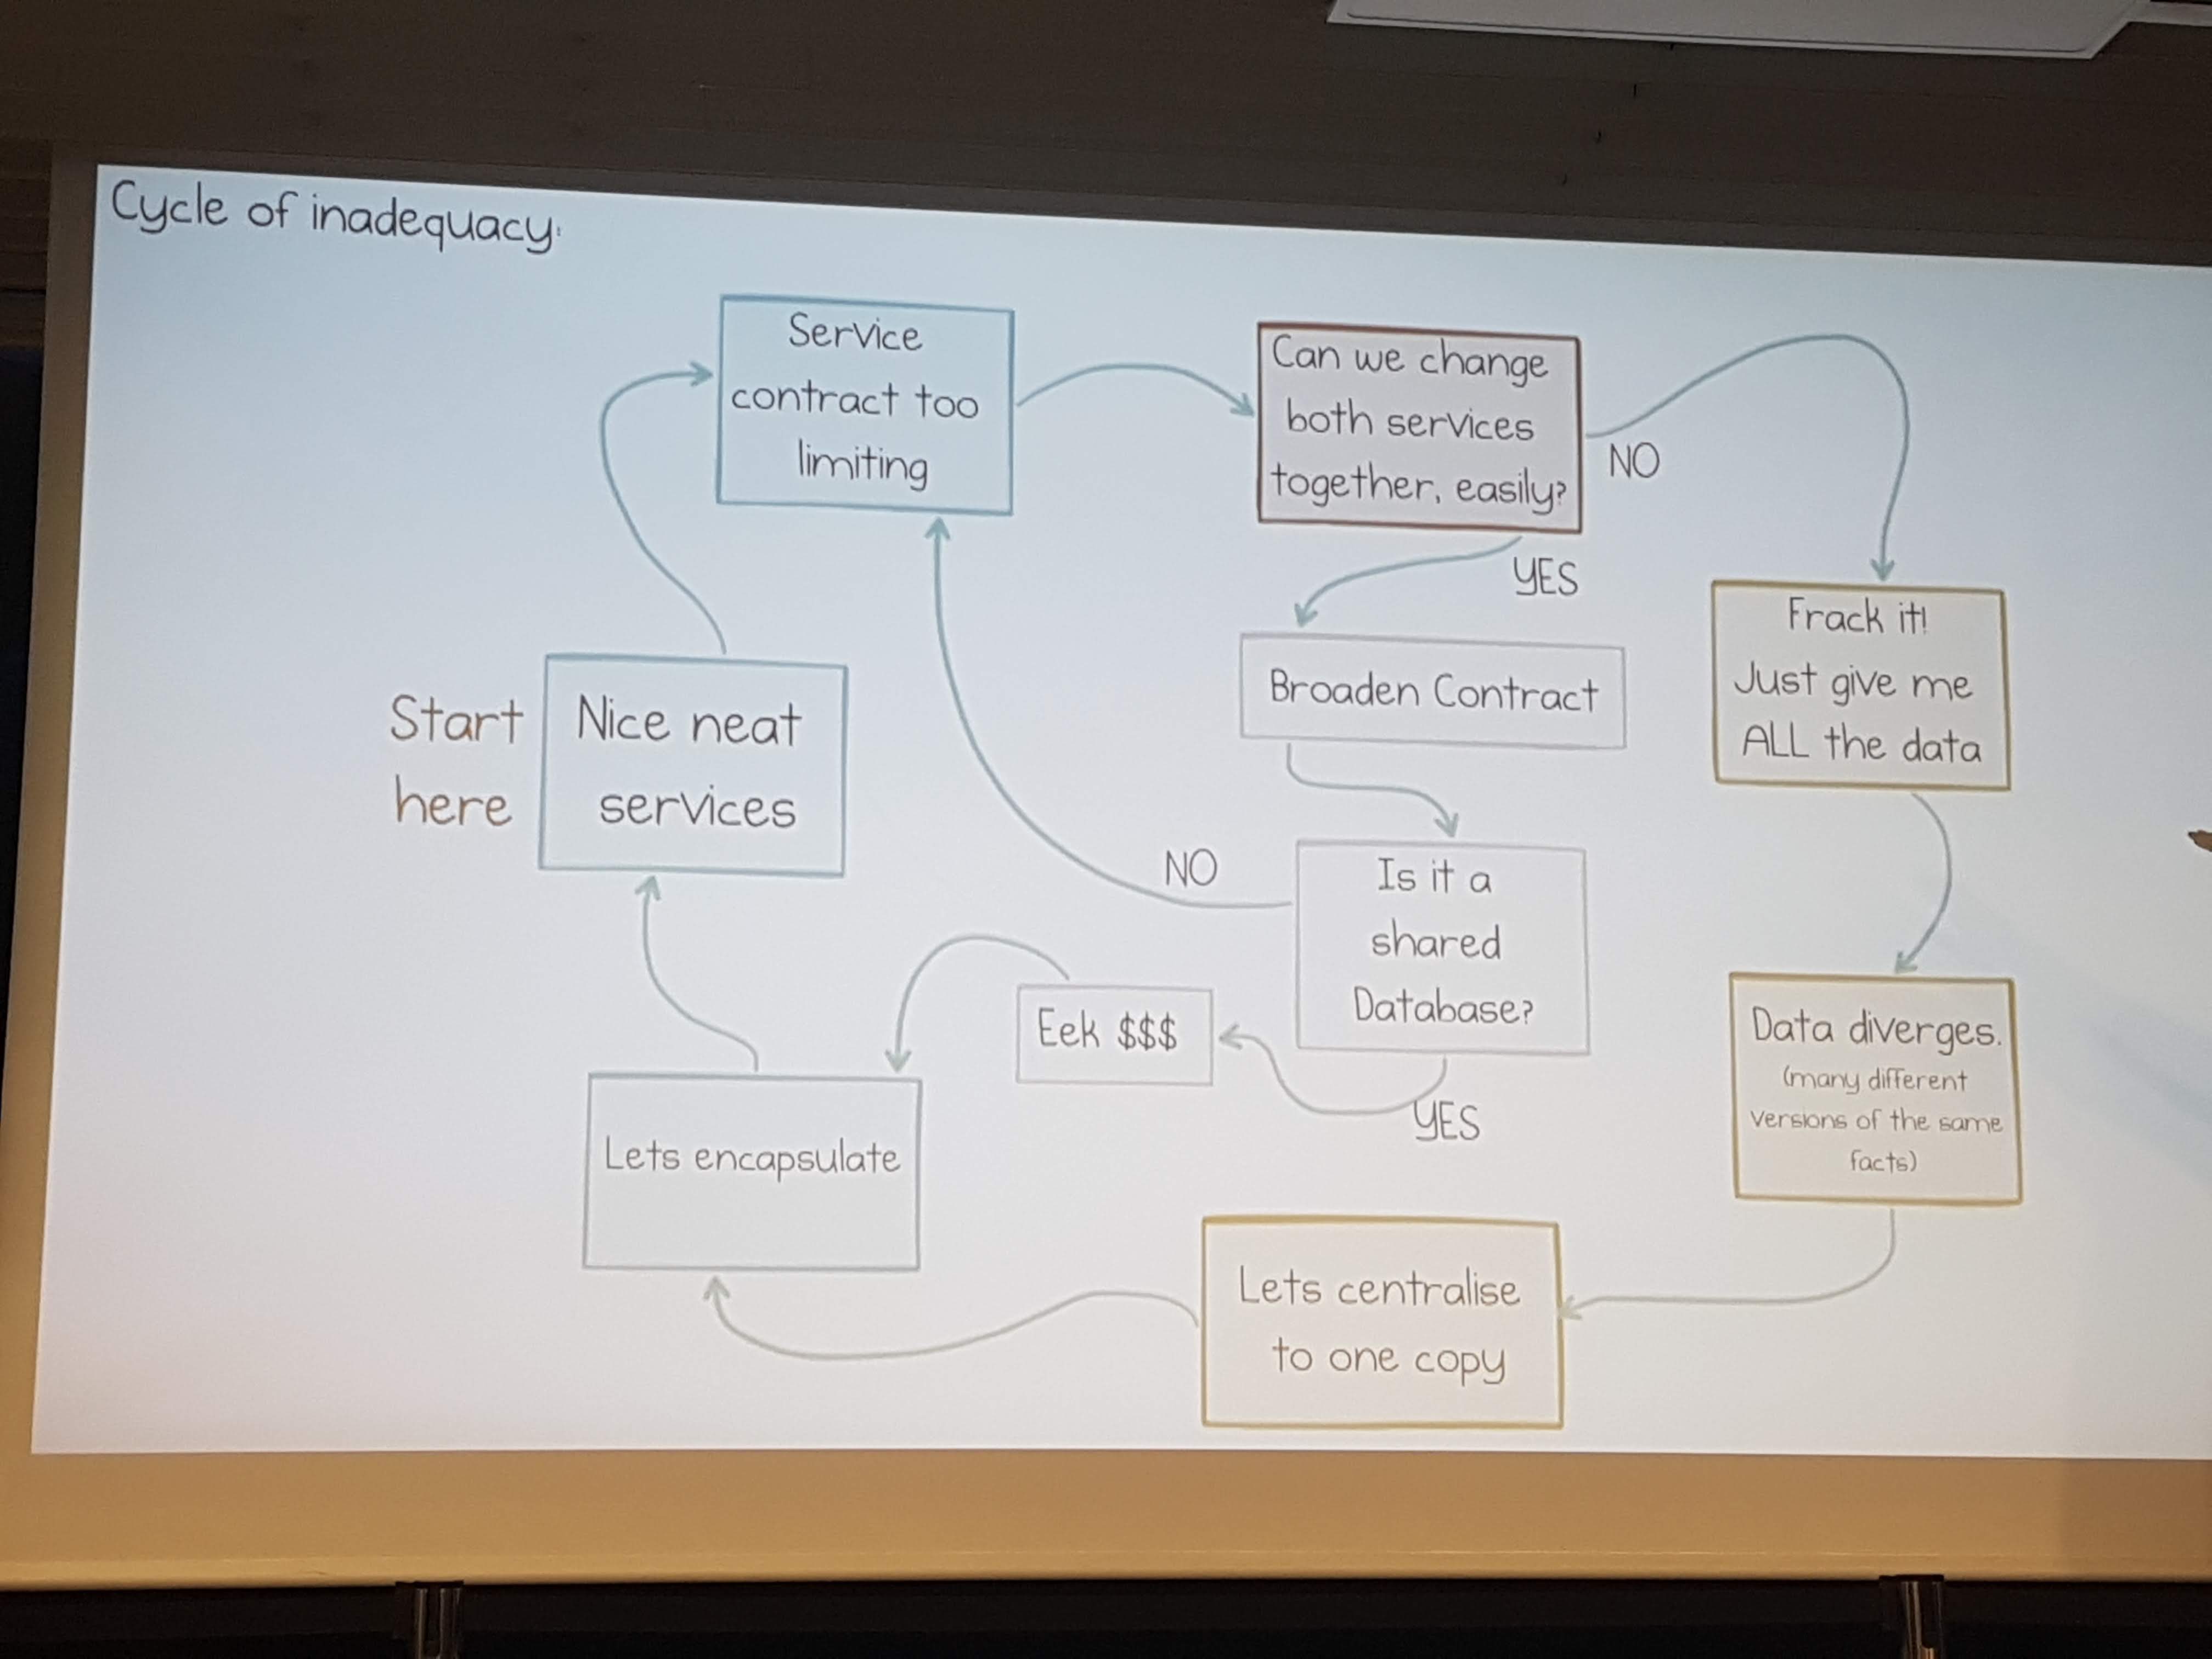 Cycle of inadequacy:
Service
contract too
limiting
Can we change
both services
together, easily?
NO
YES
Frack it!
Just give me
ALL the data
Broaden Contract
Start
here
Nice neat
services
Is it a
shared
Database?
NO
YES
Eek $$$
Data diverges.
(many different
versions of the same
facts)
Lets encapsulate
Lets centralise
to one copy